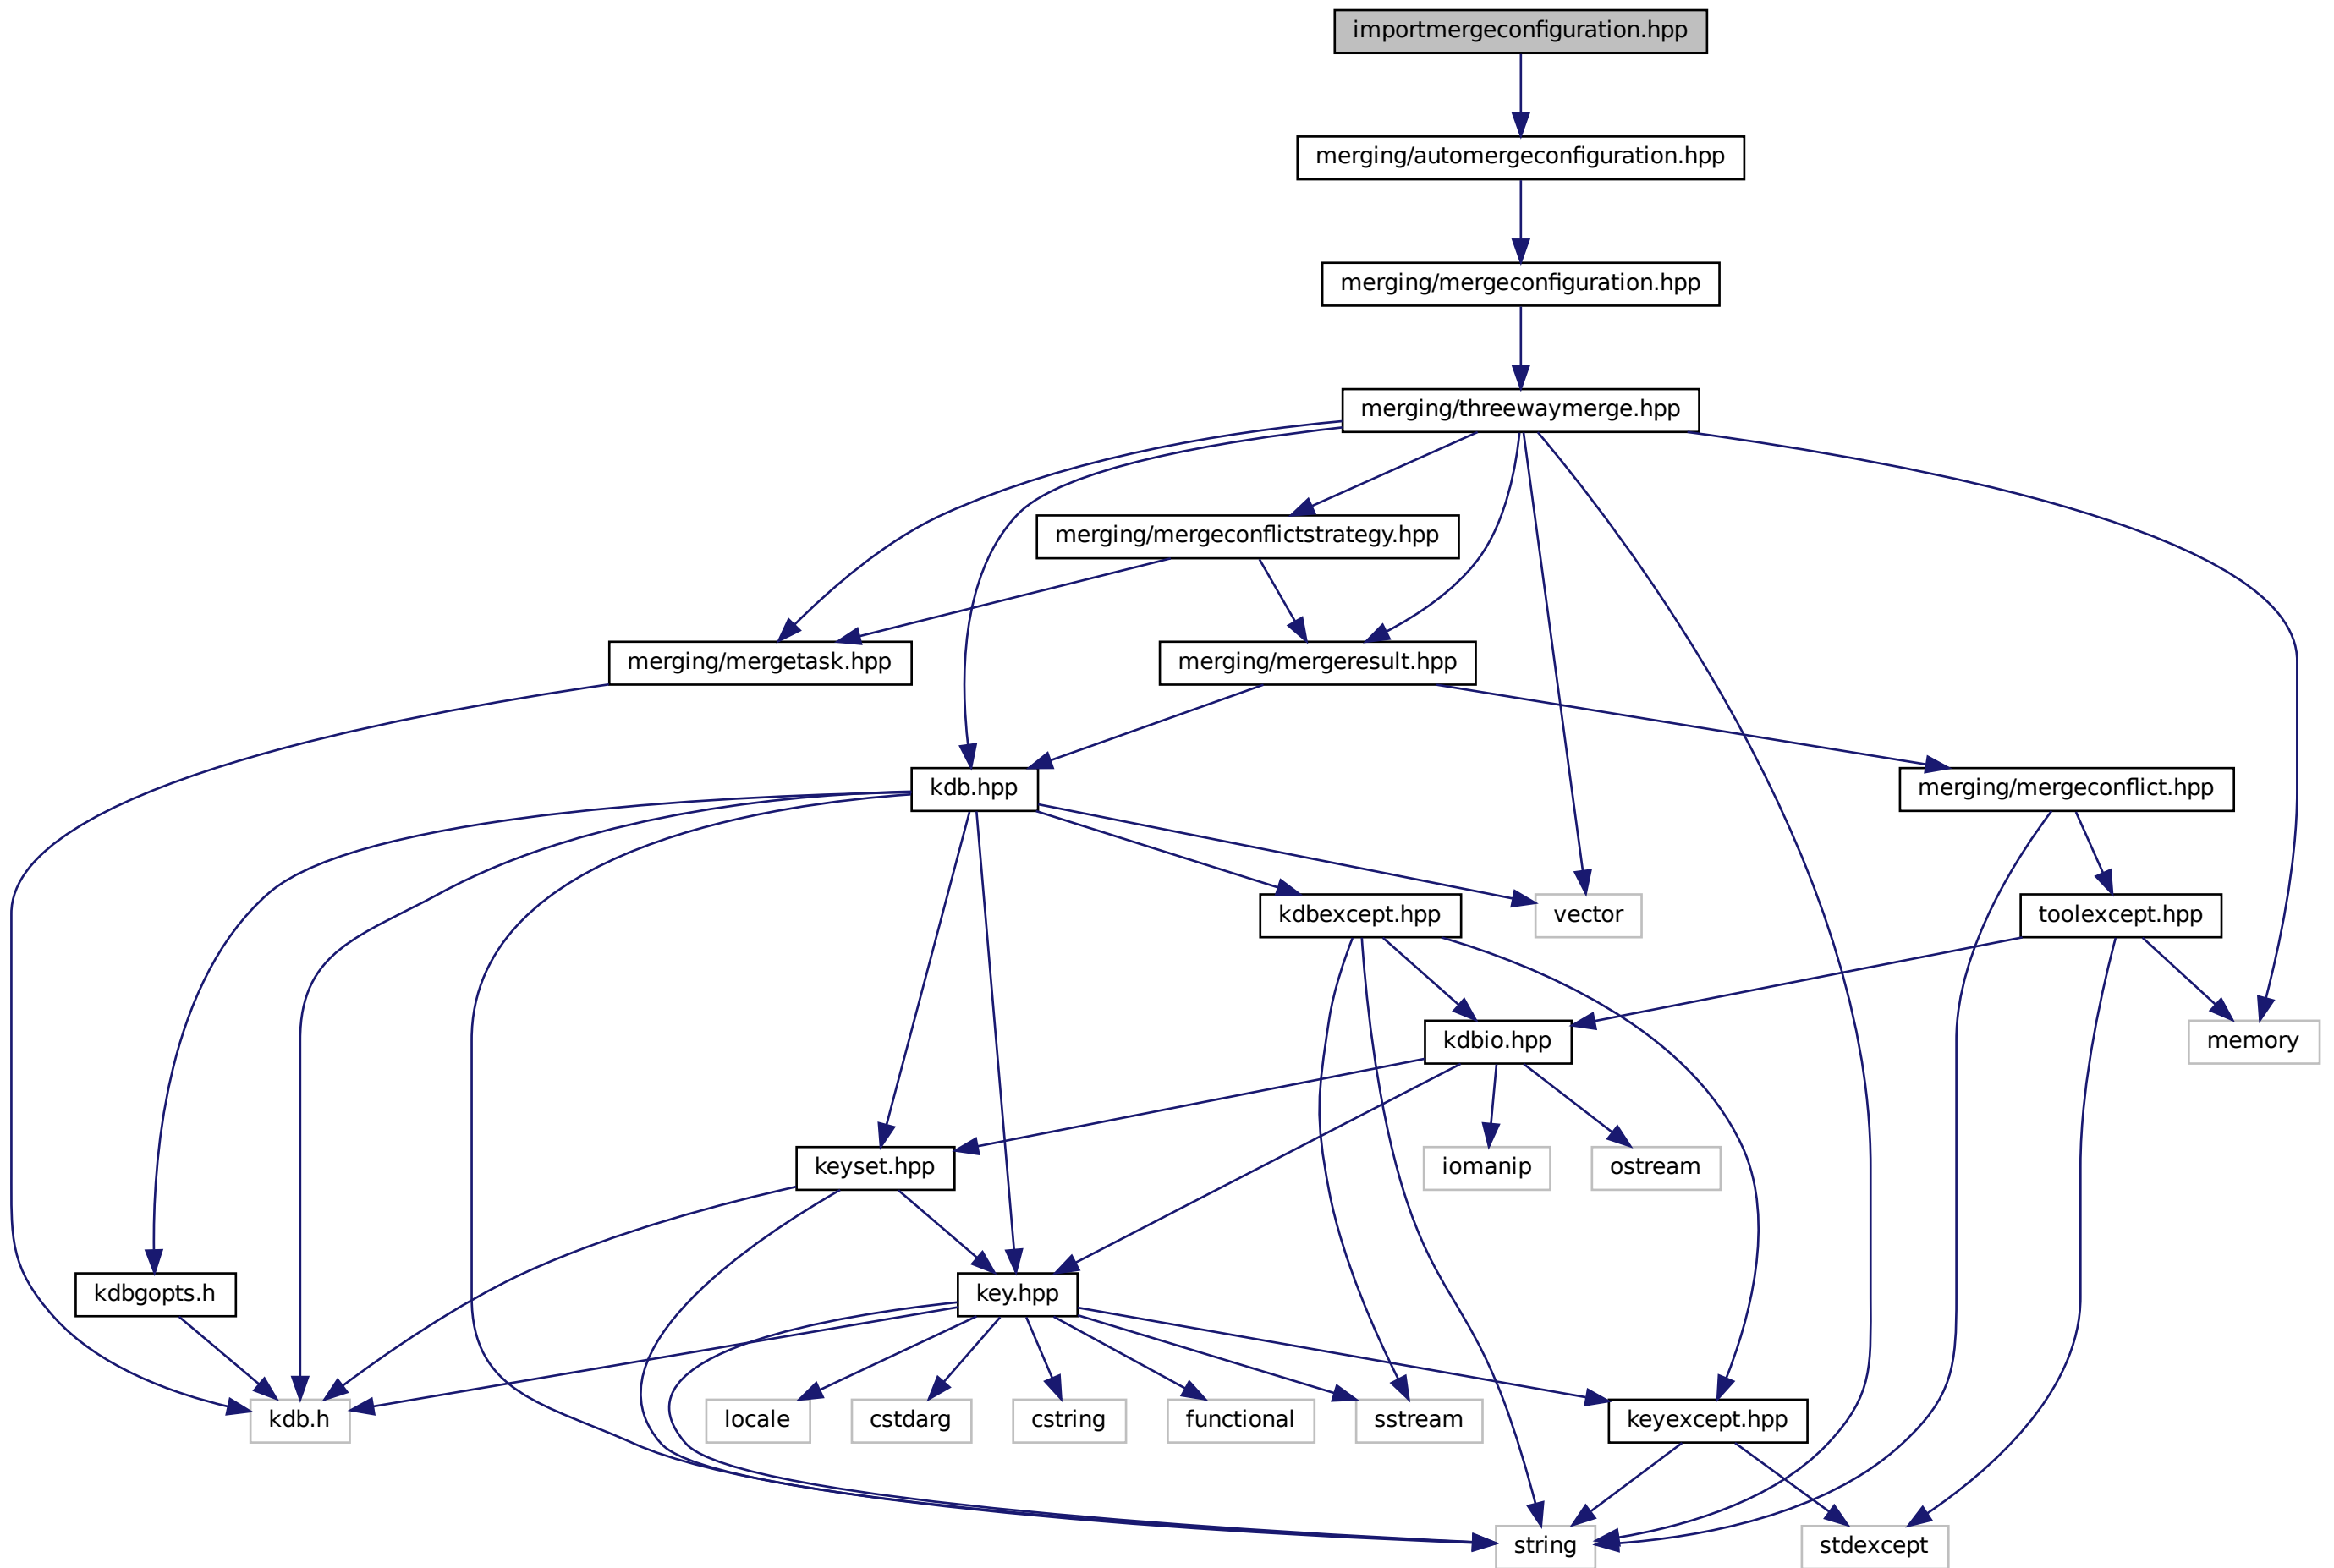 importmergeconfiguration.hpp
merging/automergeconfiguration.hpp
merging/mergeconfiguration.hpp
merging/threewaymerge.hpp
merging/mergeconflictstrategy.hpp
merging/mergetask.hpp
merging/mergeresult.hpp
kdb.hpp
merging/mergeconflict.hpp
kdbexcept.hpp
vector
toolexcept.hpp
kdbio.hpp
memory
keyset.hpp
iomanip
ostream
kdbgopts.h
key.hpp
kdb.h
locale
cstdarg
cstring
functional
sstream
keyexcept.hpp
string
stdexcept